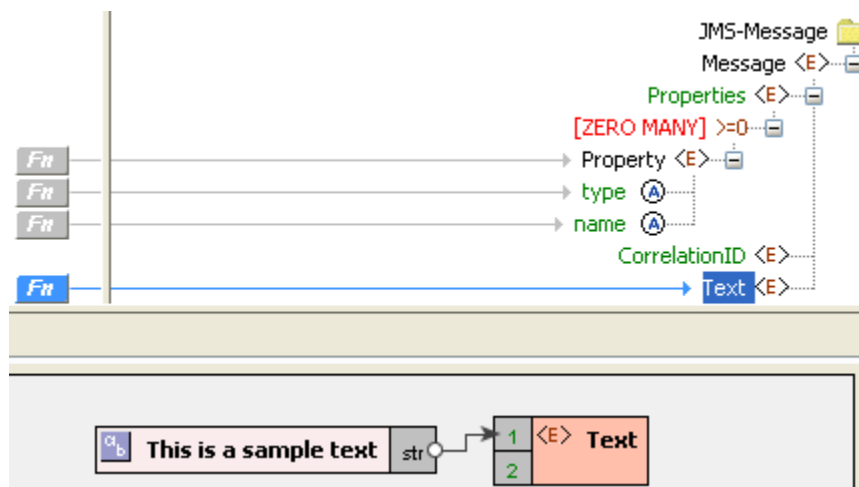 JMS-Message
Message <E>
Properties <E>
[ZERO MANY] >=0
Fn Property <E>
Fn type A
Fn name A
CorrelationID <E>
Fn Text <E>
ab This is a sample text str 1 <E> Text
2